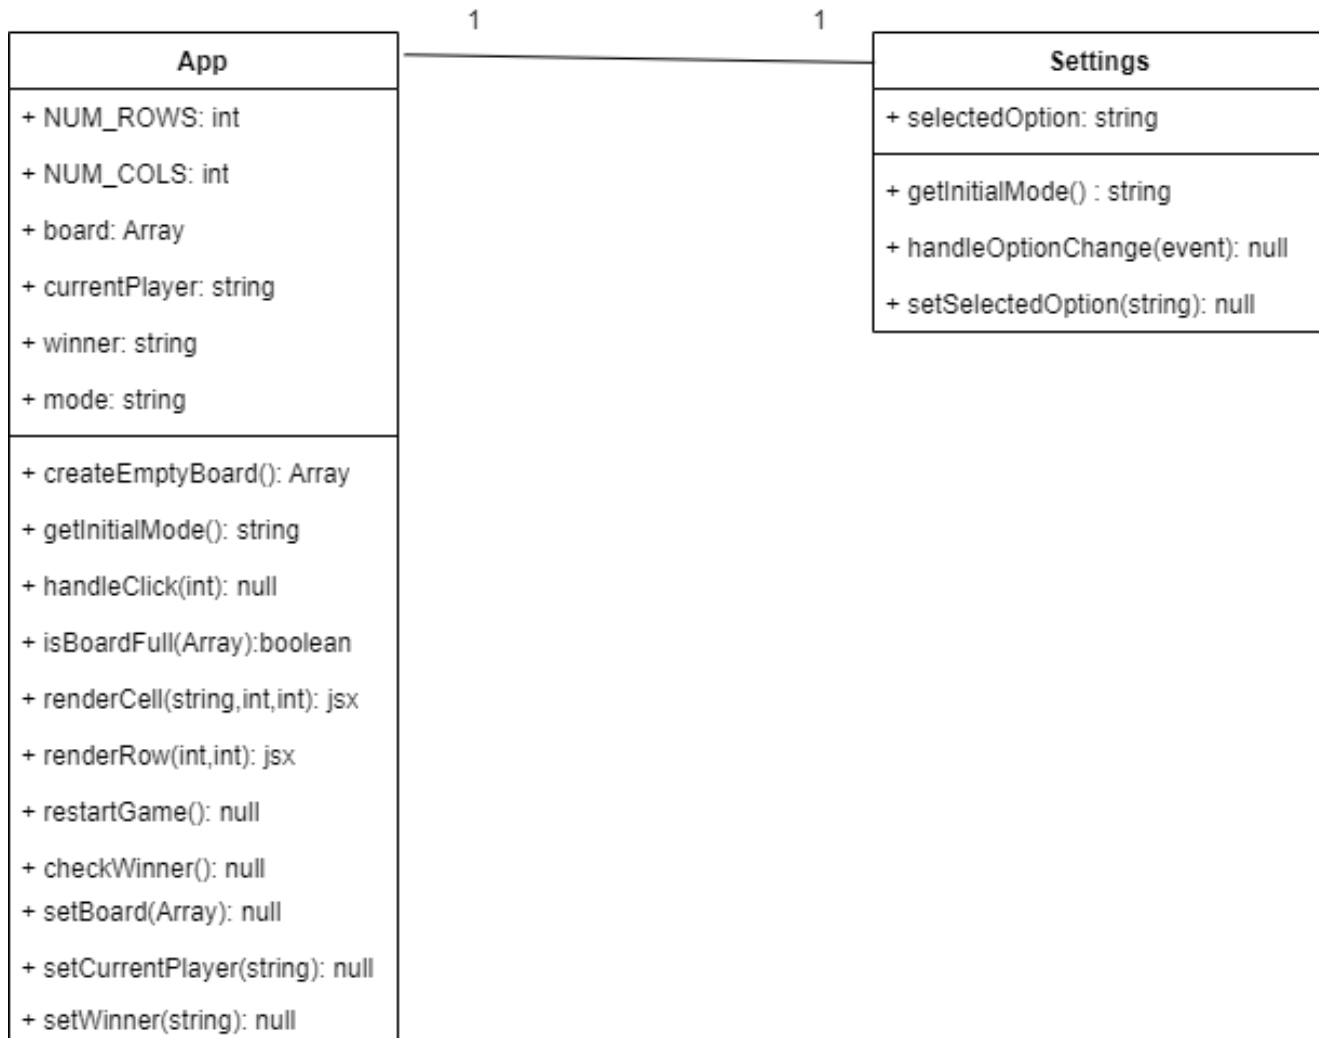 1
1
App
+ NUM_ROWS: int
+ NUM_COLS: int
+ board: Array
+ currentPlayer: string
+ winner: string
+ mode: string
+ createEmptyBoard(): Array
+ getInitialMode(): string
+ handleClick(int): null
+ isBoardFull(Array):boolean
+ renderCell(string,int,int): jsx
+ renderRow(int,int): jsx
+ restartGame(): null
+ checkWinner(): null
+ setBoard(Array): null
+ setCurrentPlayer(string): null
+ setWinner(string): null
Settings
+ selectedOption: string
+ getInitialMode() : string
+ handleOptionChange(event): null
+ setSelectedOption(string): null